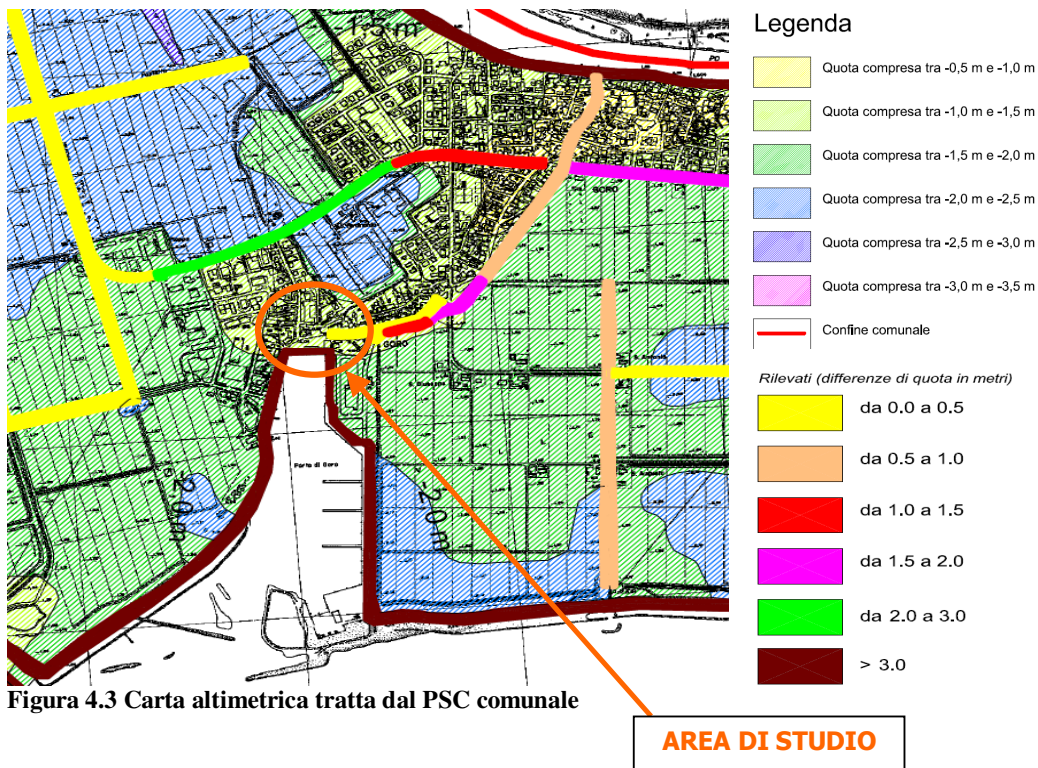 -1.5 m
PO
GORO
GORO
S. Giuseppe
S. Antonio
Porto di Goro
-2.0 m
-2.0 m
Legenda
Quota compresa tra -0,5 m e -1,0 m
Quota compresa tra -1,0 m e -1,5 m
Quota compresa tra -1,5 m e -2,0 m
Quota compresa tra -2,0 m e -2,5 m
Quota compresa tra -2,5 m e -3,0 m
Quota compresa tra -3,0 m e -3,5 m
Confine comunale
Rilevati (differenze di quota in metri)
da 0.0 a 0.5
da 0.5 a 1.0
da 1.0 a 1.5
da 1.5 a 2.0
da 2.0 a 3.0
> 3.0
Figura 4.3 Carta altimetrica tratta dal PSC comunale
AREA DI STUDIO